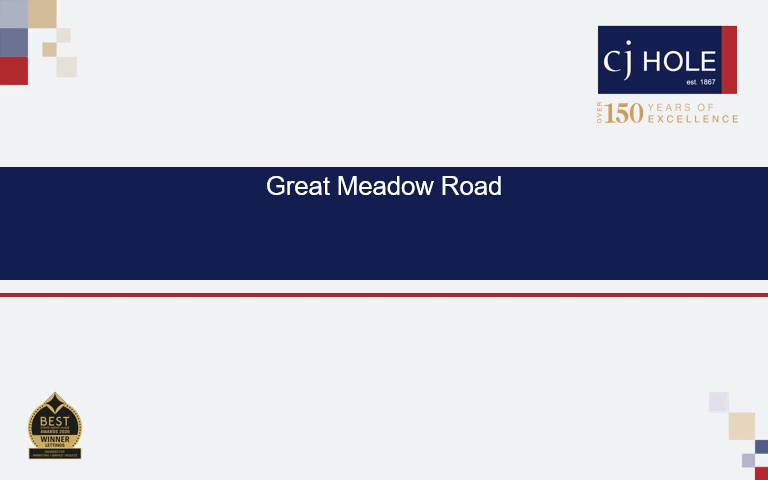 cj HOLE
est. 1867
OVER 150 YEARS OF
EXCELLENCE
Great Meadow Road
BEST
AWARDS 2020
WINNER
LETTINGS